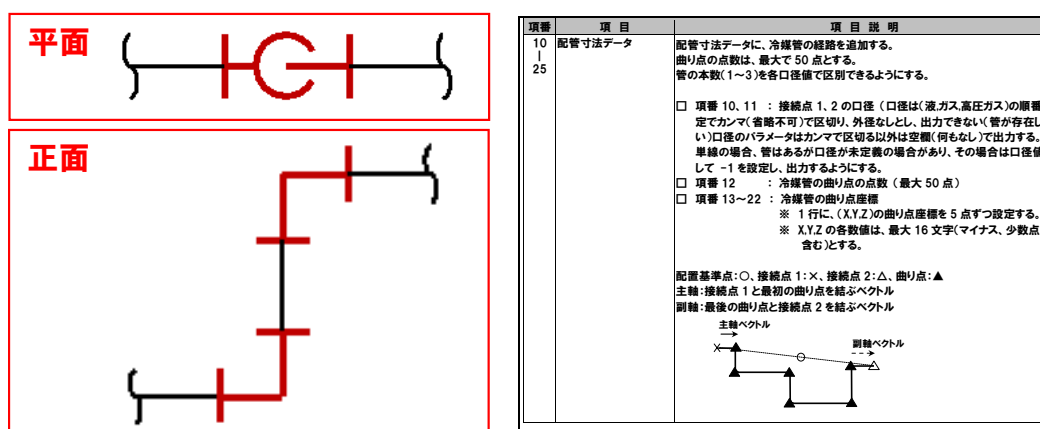 平面
正面
項番 項 目 項 目 説 明
10 配管寸法データ 配管寸法データに、冷媒管の経路を追加する。
| 曲り点の点数は、最大で 50 点とする。
25 管の本数(1～3)を各口径値で区別できるようにする。
□ 項番 10、11 : 接続点 1、2 の口径 (口径は(液,ガス,高圧ガス)の順番
定でカンマ(省略不可)で区切り、外径なしとし、出力できない(管が存在し
い)口径のパラメータはカンマで区切る以外は空欄(何もなし)で出力する。
単線の場合、管はあるが口径が未定義の場合があり、その場合は口径値
して -1 を設定し、出力するようにする。
□ 項番 12 : 冷媒管の曲り点の点数 (最大 50 点)
□ 項番 13～22 : 冷媒管の曲り点座標
※ 1 行に、(X,Y,Z)の曲り点座標を 5 点ずつ設定する。
※ X,Y,Z の各数値は、最大 16 文字(マイナス、少数点
含む)とする。
配置基準点:○、接続点 1:×、接続点 2:△、曲り点:▲
主軸:接続点 1 と最初の曲り点を結ぶベクトル
副軸:最後の曲り点と接続点 2 を結ぶベクトル
主軸ベクトル
副軸ベクトル